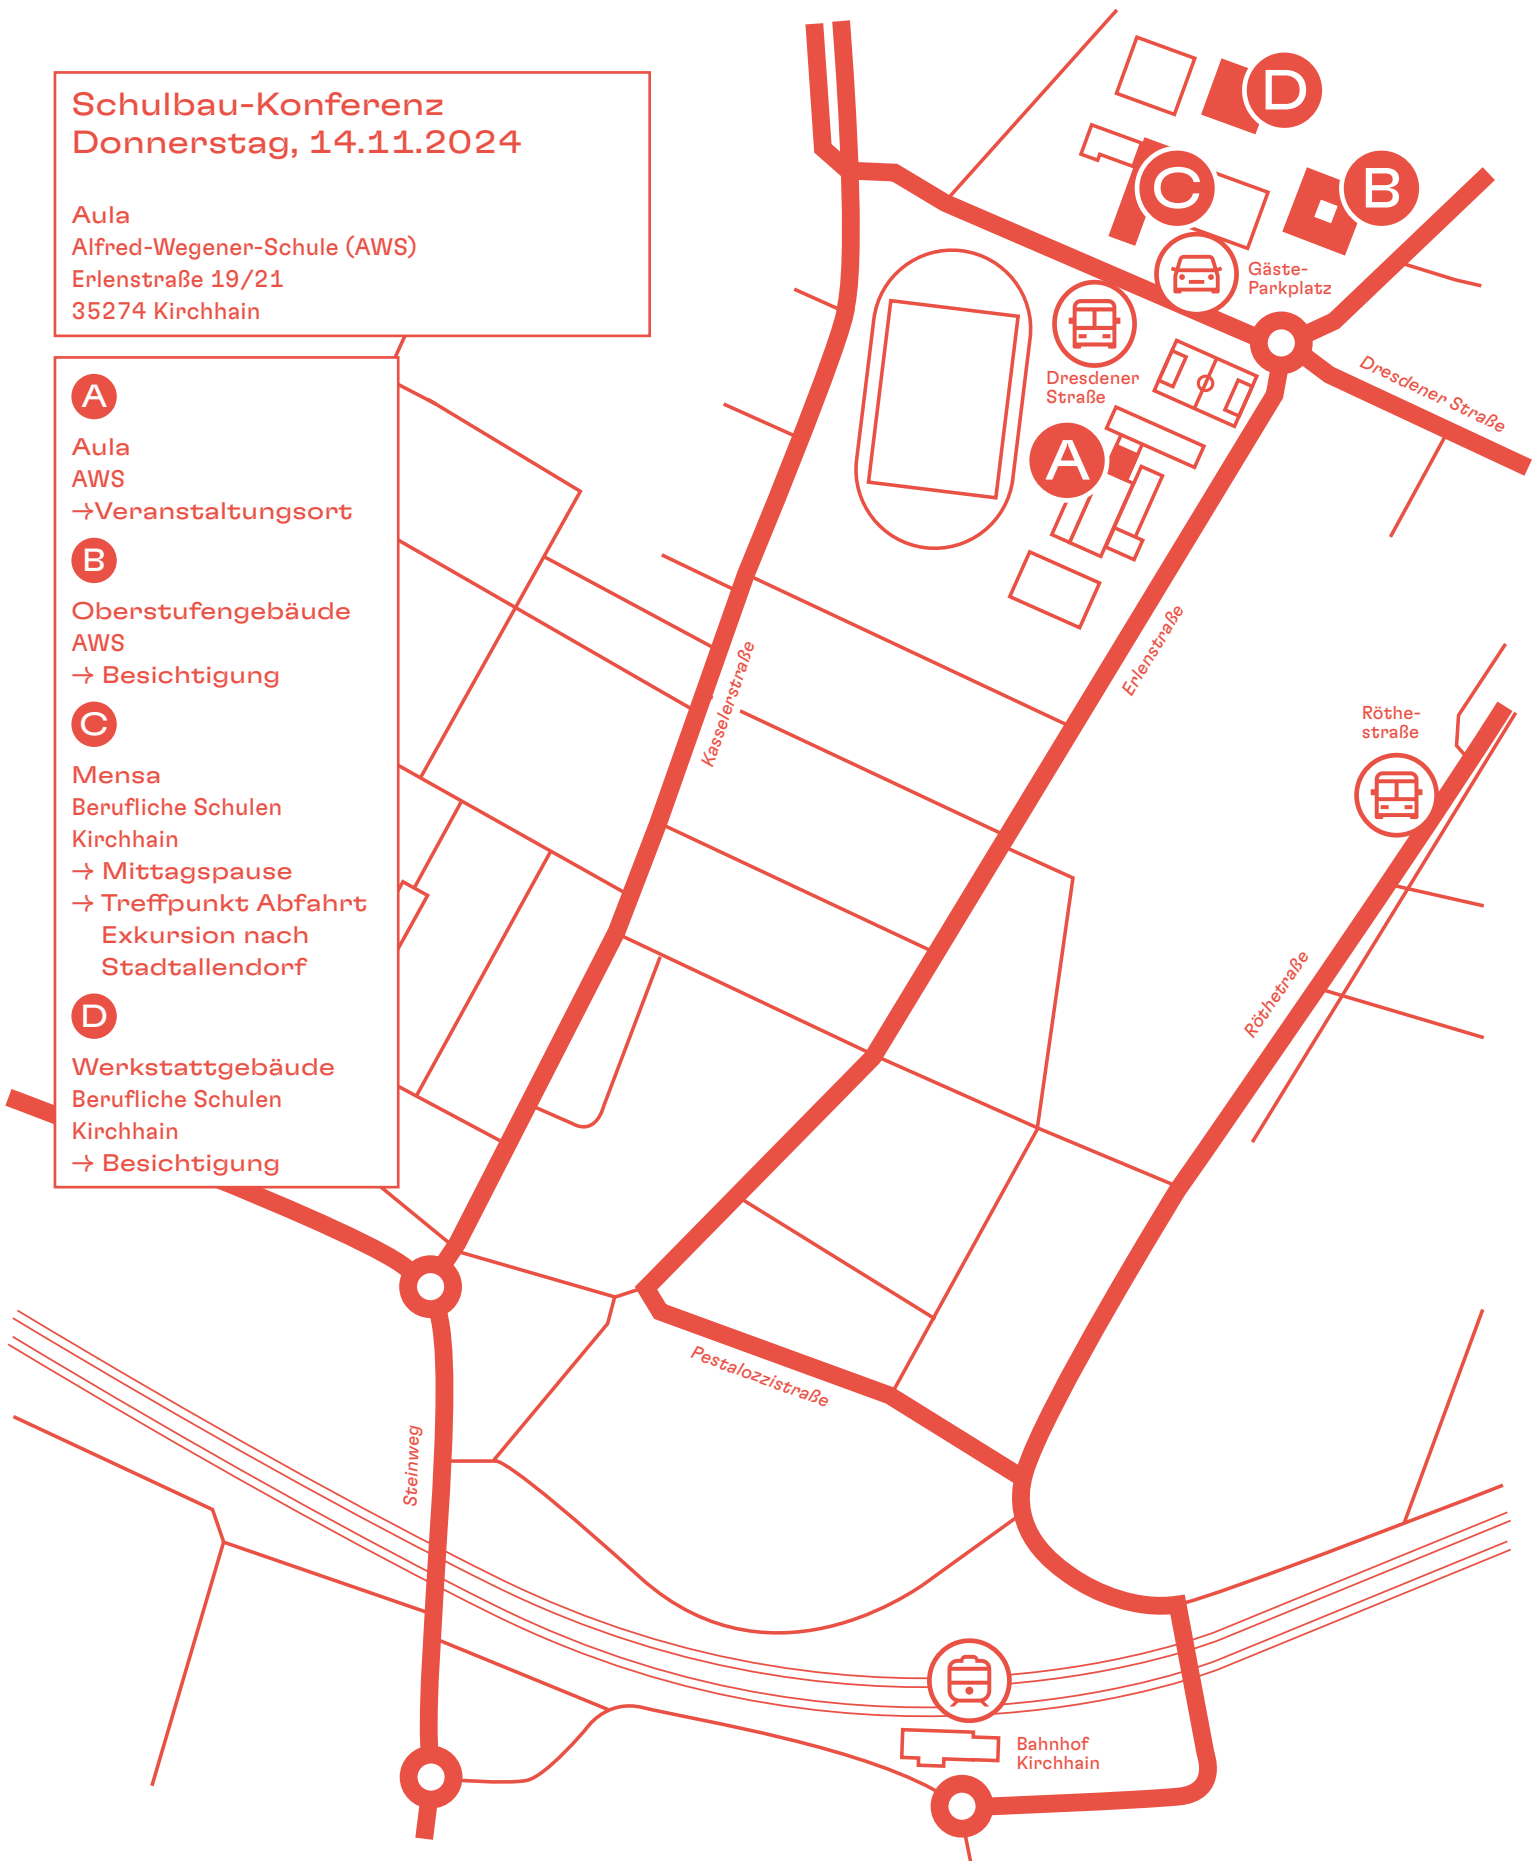 Schulbau-Konferenz
Donnerstag, 14.11.2024
Aula
Alfred-Wegener-Schule (AWS)
Erlenstraße 19/21
35274 Kirchhain
A
Aula
AWS
→Veranstaltungsort
B
Oberstufengebäude
AWS
→ Besichtigung
C
Mensa
Berufliche Schulen
Kirchhain
→ Mittagspause
→ Treffpunkt Abfahrt
Exkursion nach
Stadtallendorf
D
Werkstattgebäude
Berufliche Schulen
Kirchhain
→ Besichtigung
D
C
B
Gäste-
Parkplatz
Dresdener
Straße
Dresdener Straße
A
Erlenstraße
Kasselerstraße
Röthe-
straße
Röthetraße
Pestalozzistraße
Steinweg
Bahnhof
Kirchhain